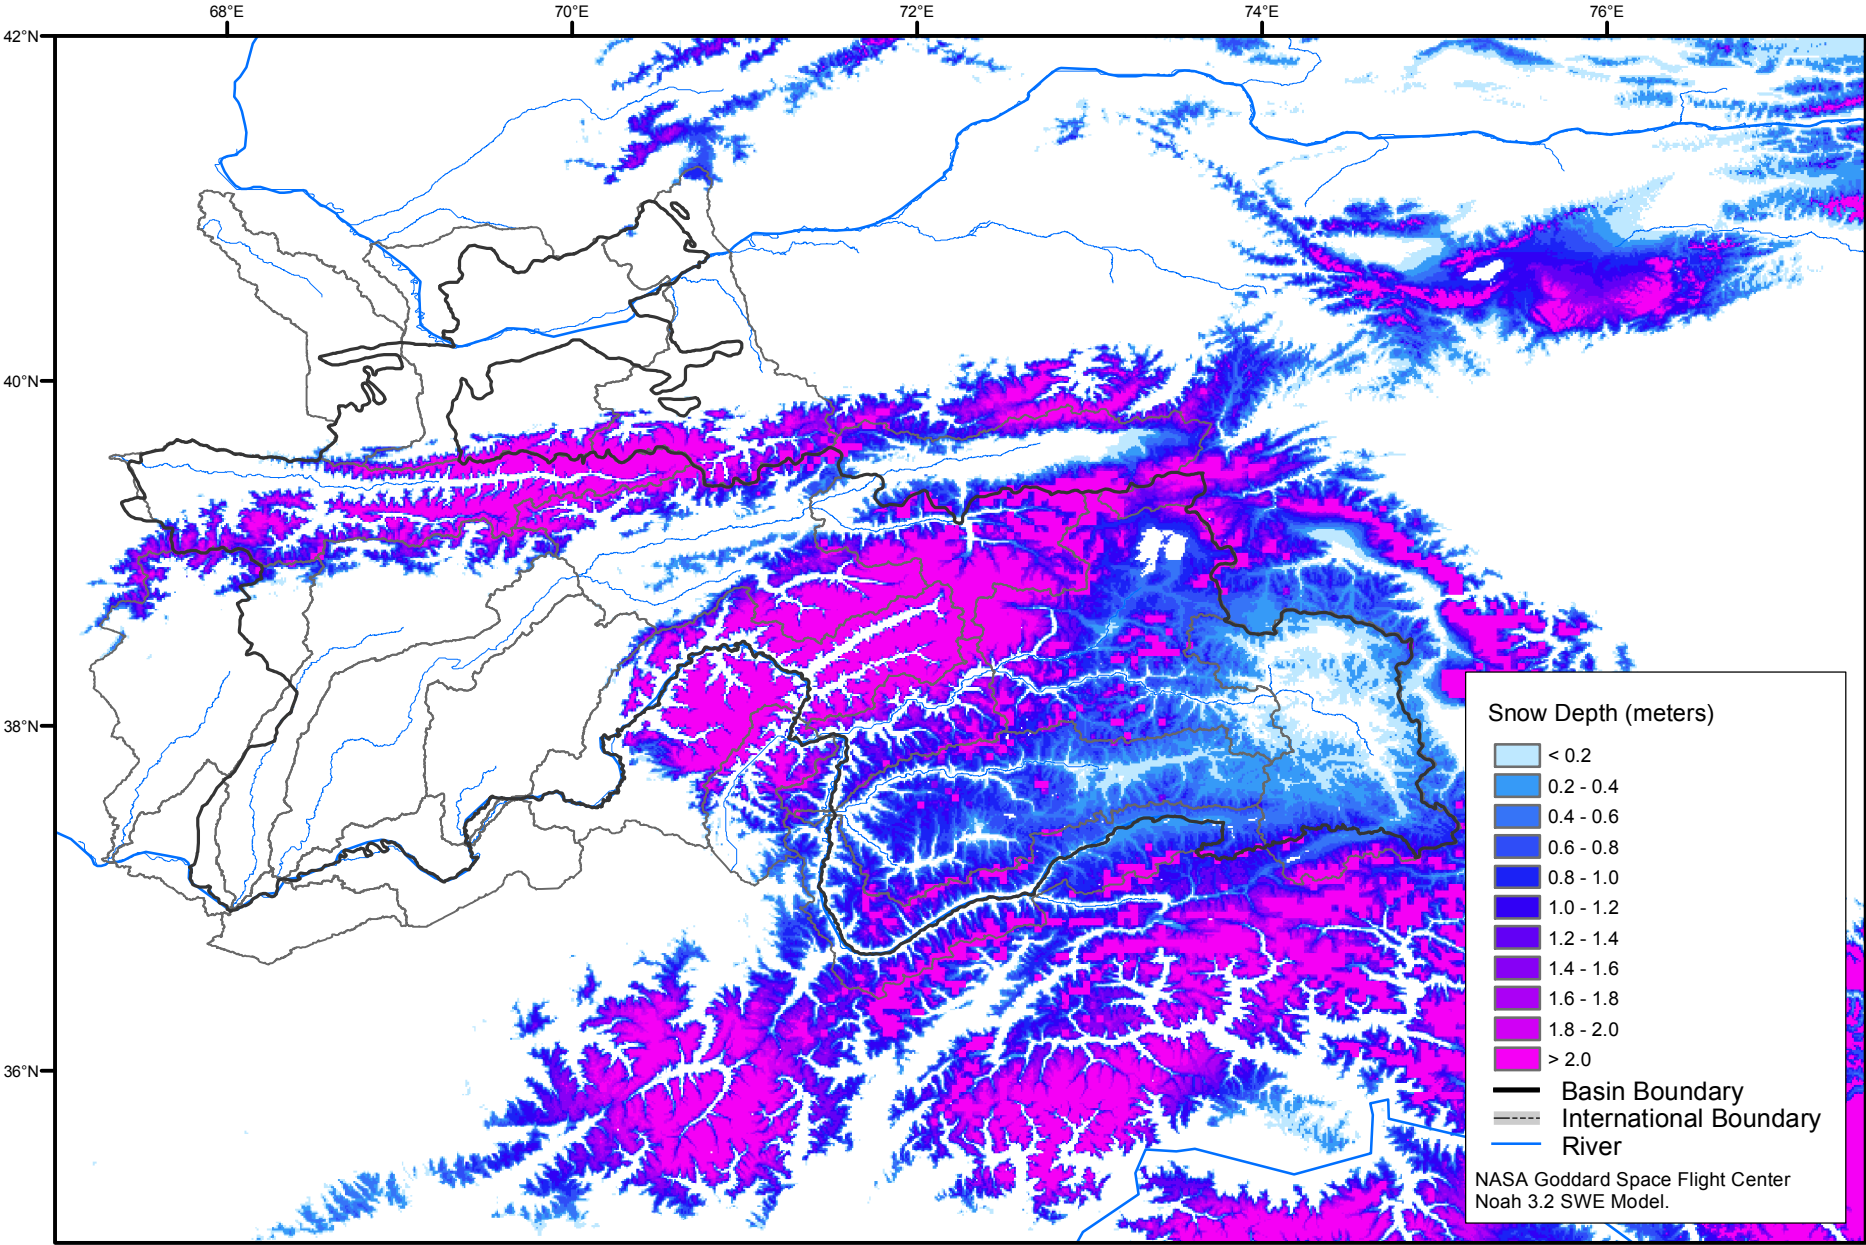 68°E 70°E 72°E 74°E 76°E
42°N
40°N
38°N
36°N
Snow Depth (meters)
< 0.2
0.2 - 0.4
0.4 - 0.6
0.6 - 0.8
0.8 - 1.0
1.0 - 1.2
1.2 - 1.4
1.4 - 1.6
1.6 - 1.8
1.8 - 2.0
> 2.0
Basin Boundary
International Boundary
River
NASA Goddard Space Flight Center
Noah 3.2 SWE Model.